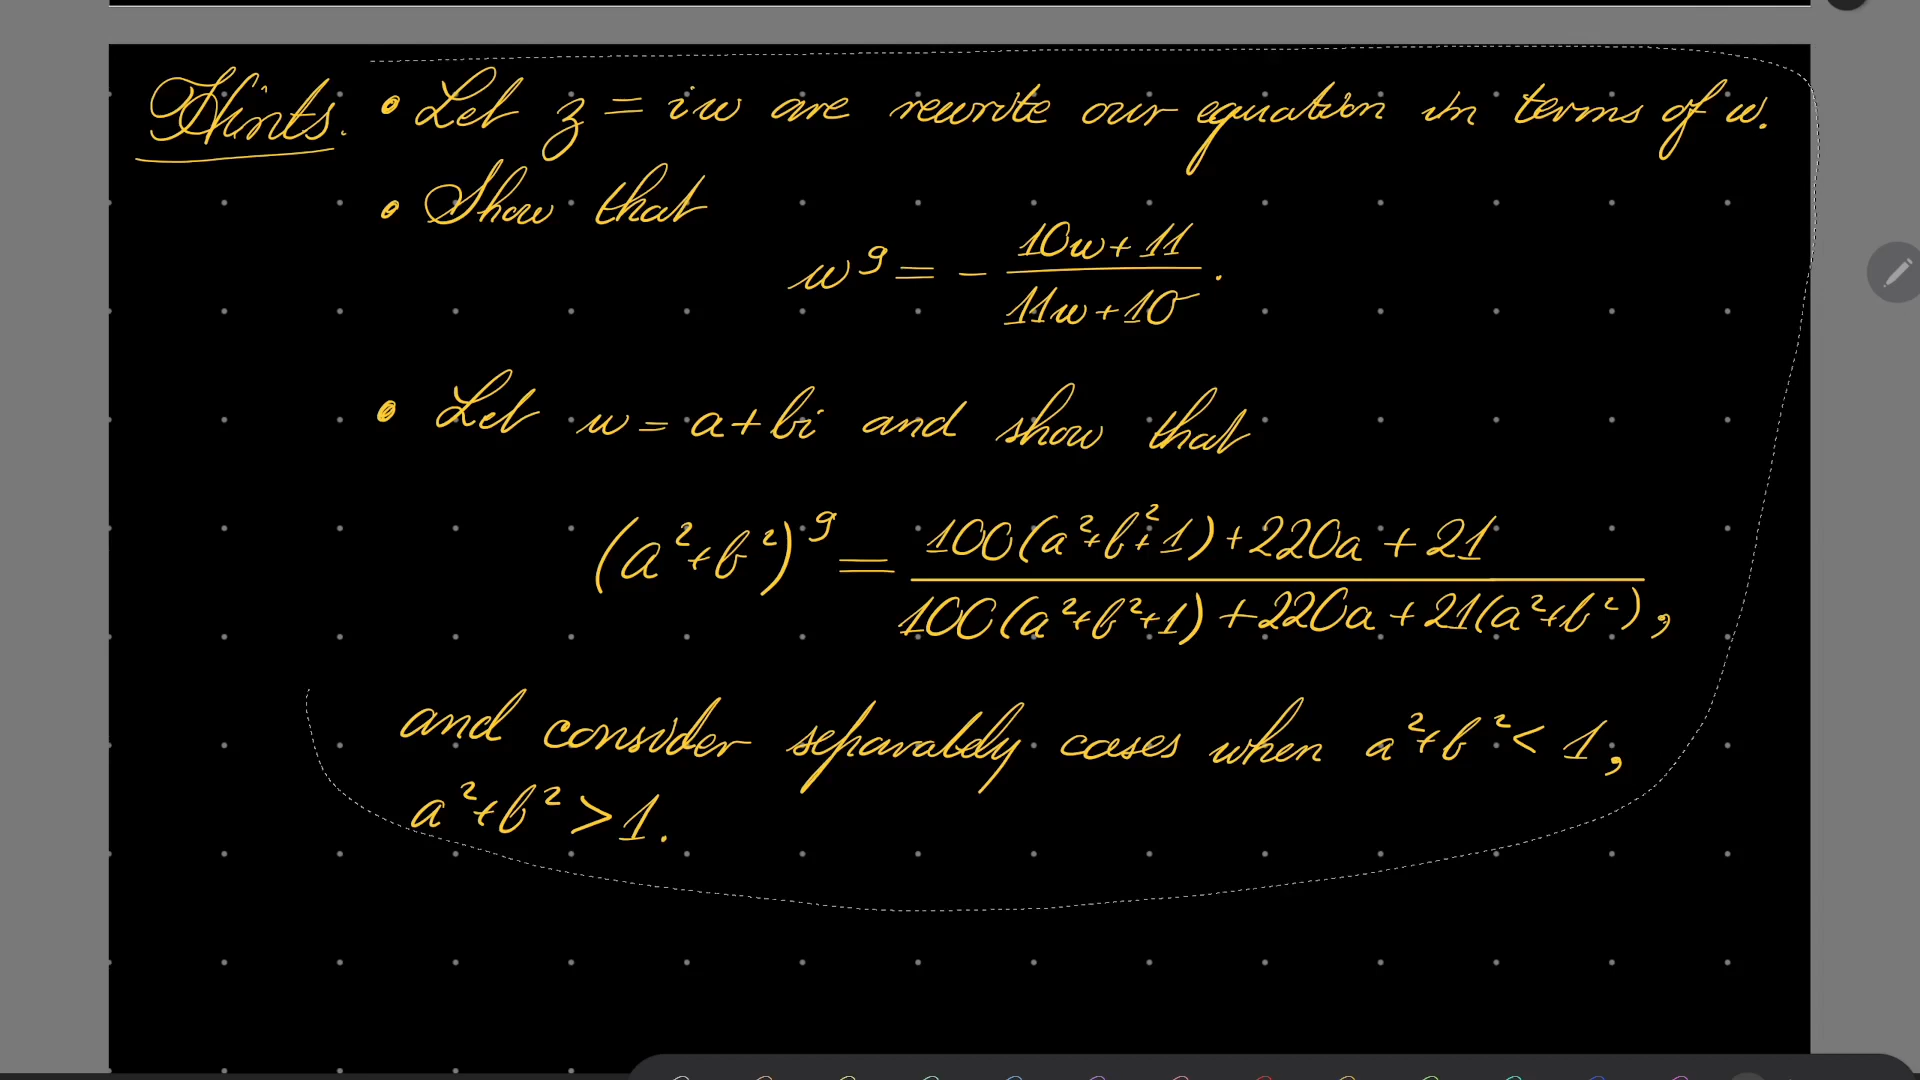 Hints. • Let z = iw are rewrite our equation in terms of w.
• Show that
w⁹ = - (10w + 11)/(11w + 10).
• Let w = a + bi and show that
(a² + b²)⁹ = (100(a² + b² + 1) + 220a + 21)/(100(a² + b² + 1) + 220a + 21(a² + b²)),
and consider separately cases when a² + b² < 1,
a² + b² > 1.